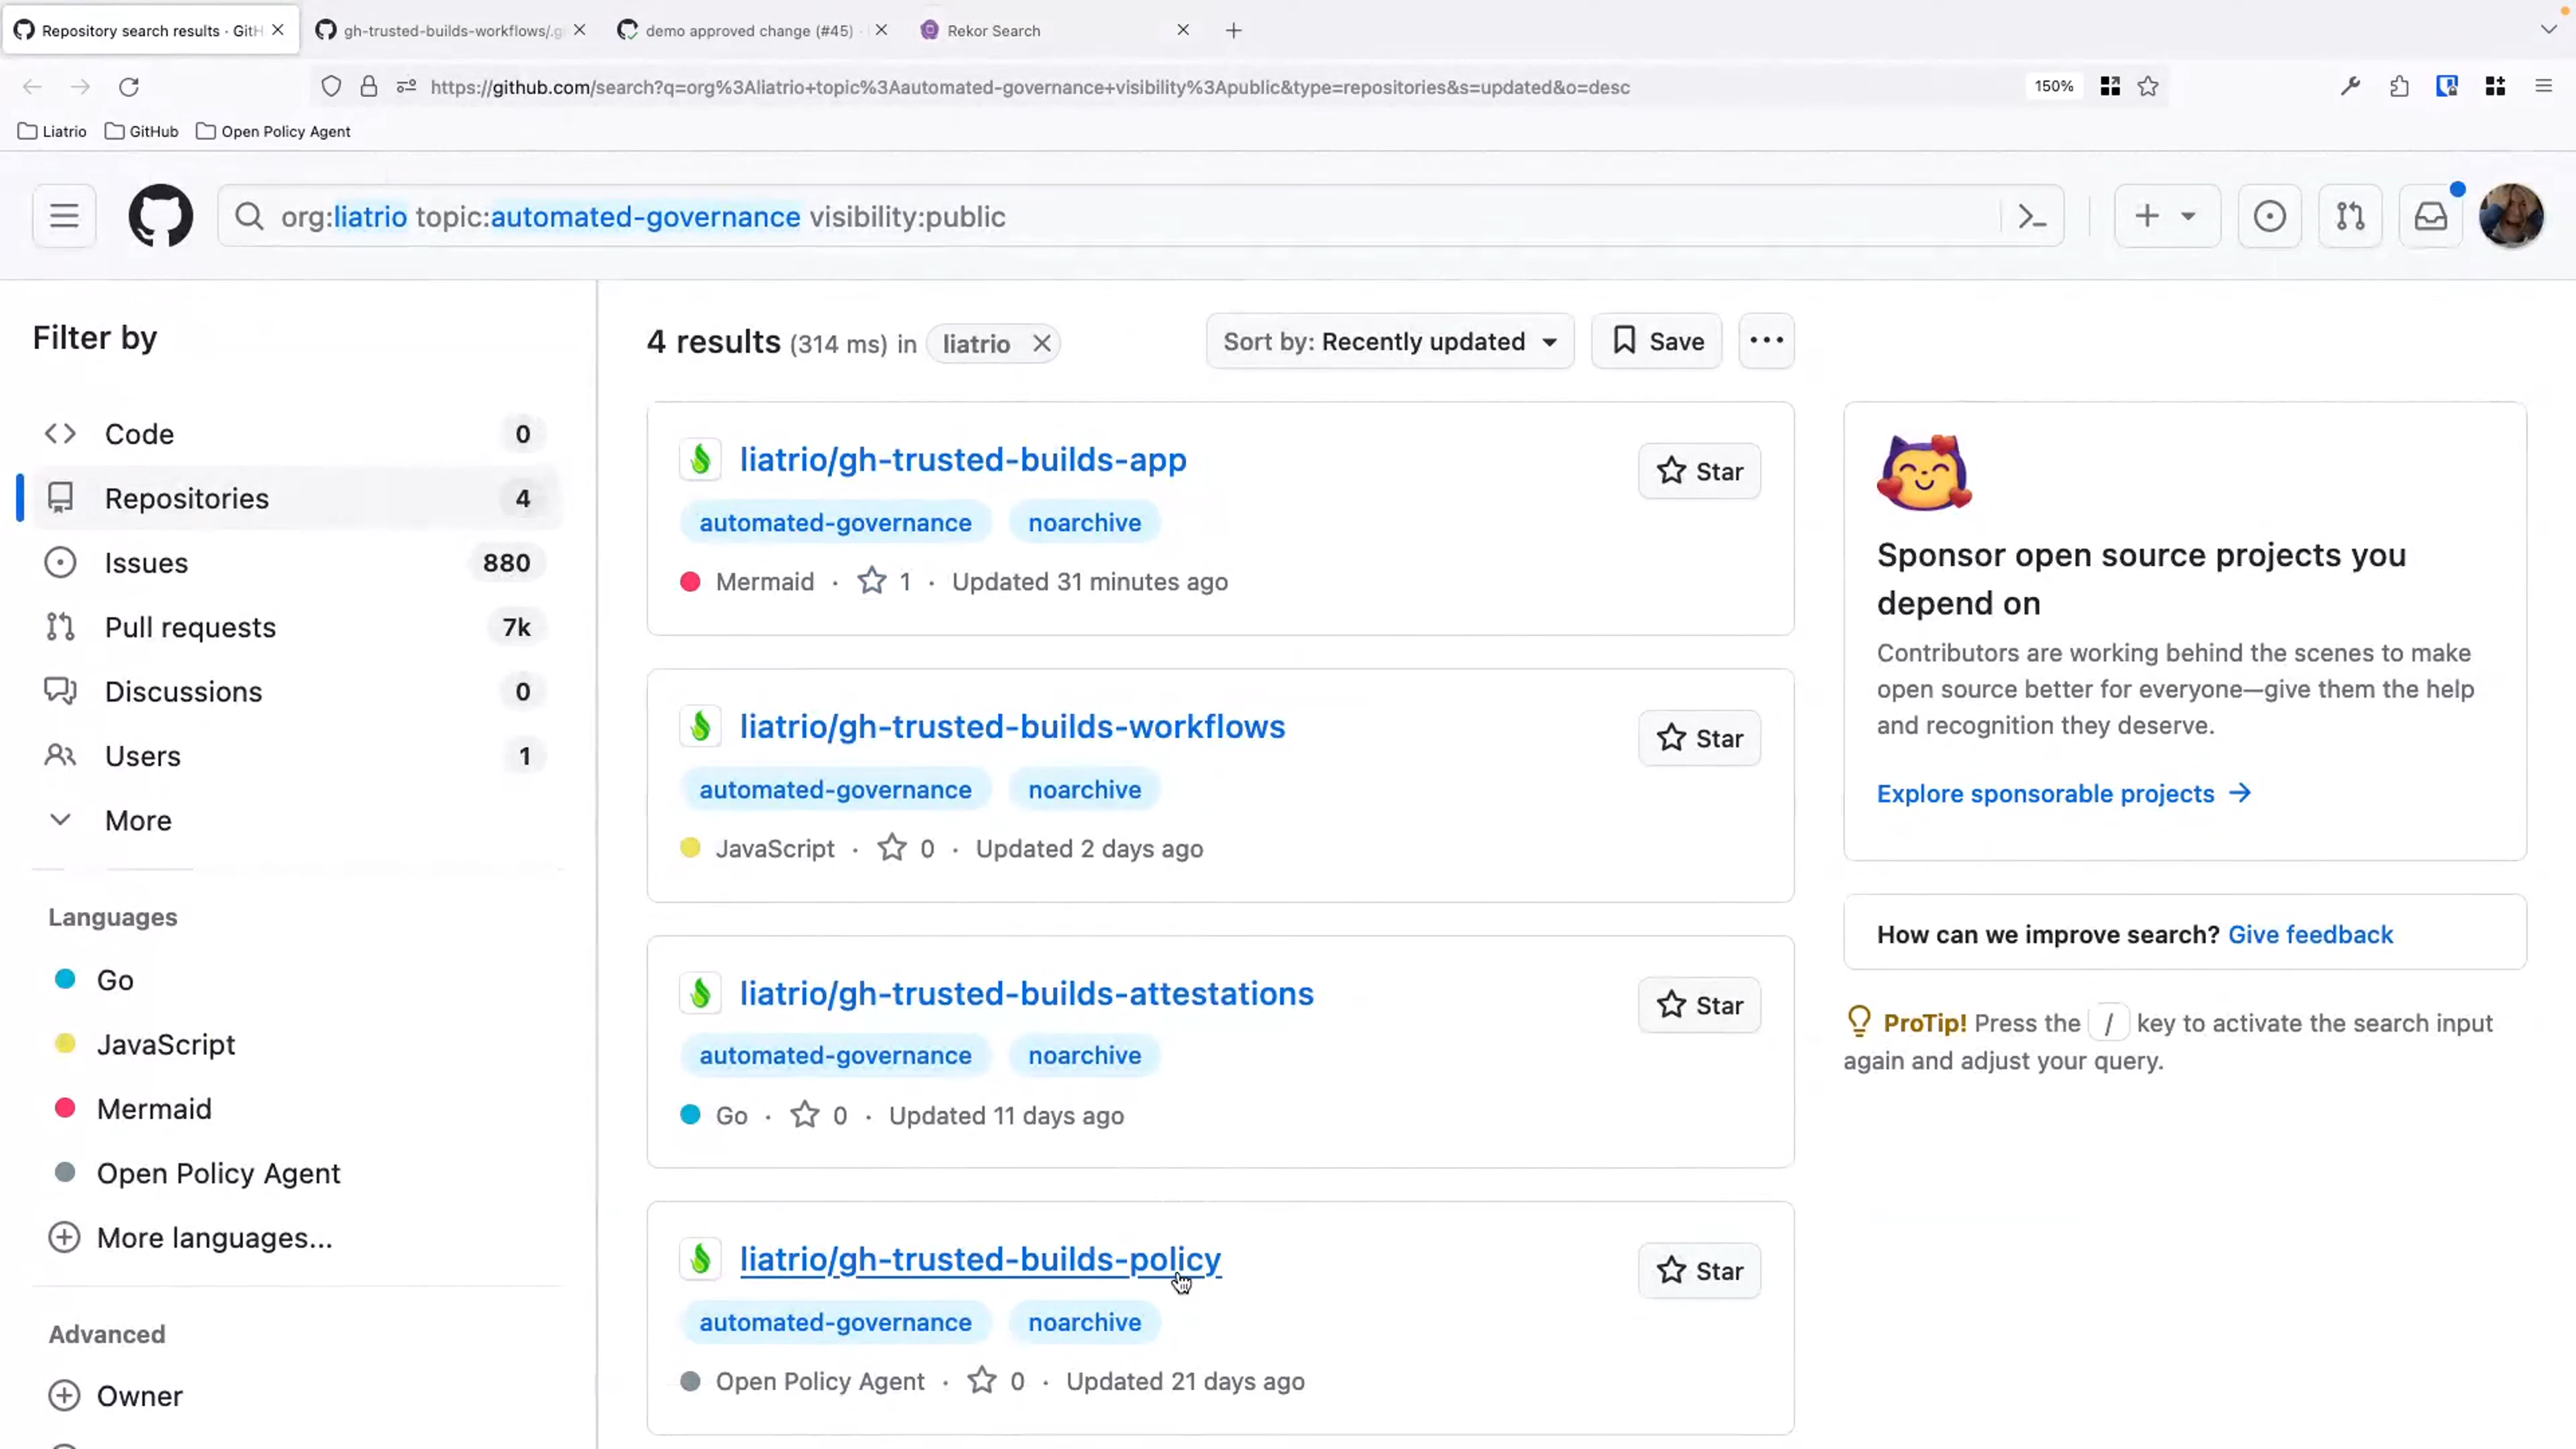 Repository search results · GitH
gh-trusted-builds-workflows/.gi
demo approved change (#45) ·
Rekor Search
https://github.com/search?q=org%3Aliatrio+topic%3Aautomated-governance+visibility%3Apublic&type=repositories&s=updated&o=desc
150%
Liatrio
GitHub
Open Policy Agent
org:liatrio topic:automated-governance visibility:public
Filter by
Code 0
Repositories 4
Issues 880
Pull requests 7k
Discussions 0
Users 1
More
Languages
Go
JavaScript
Mermaid
Open Policy Agent
More languages...
Advanced
Owner
4 results (314 ms) in liatrio
Sort by: Recently updated
Save
liatrio/gh-trusted-builds-app
Star
automated-governance noarchive
Mermaid · 1 · Updated 31 minutes ago
liatrio/gh-trusted-builds-workflows
Star
automated-governance noarchive
JavaScript · 0 · Updated 2 days ago
liatrio/gh-trusted-builds-attestations
Star
automated-governance noarchive
Go · 0 · Updated 11 days ago
liatrio/gh-trusted-builds-policy
Star
automated-governance noarchive
Open Policy Agent · 0 · Updated 21 days ago
Sponsor open source projects you
depend on
Contributors are working behind the scenes to make
open source better for everyone—give them the help
and recognition they deserve.
Explore sponsorable projects →
How can we improve search? Give feedback
ProTip! Press the / key to activate the search input
again and adjust your query.